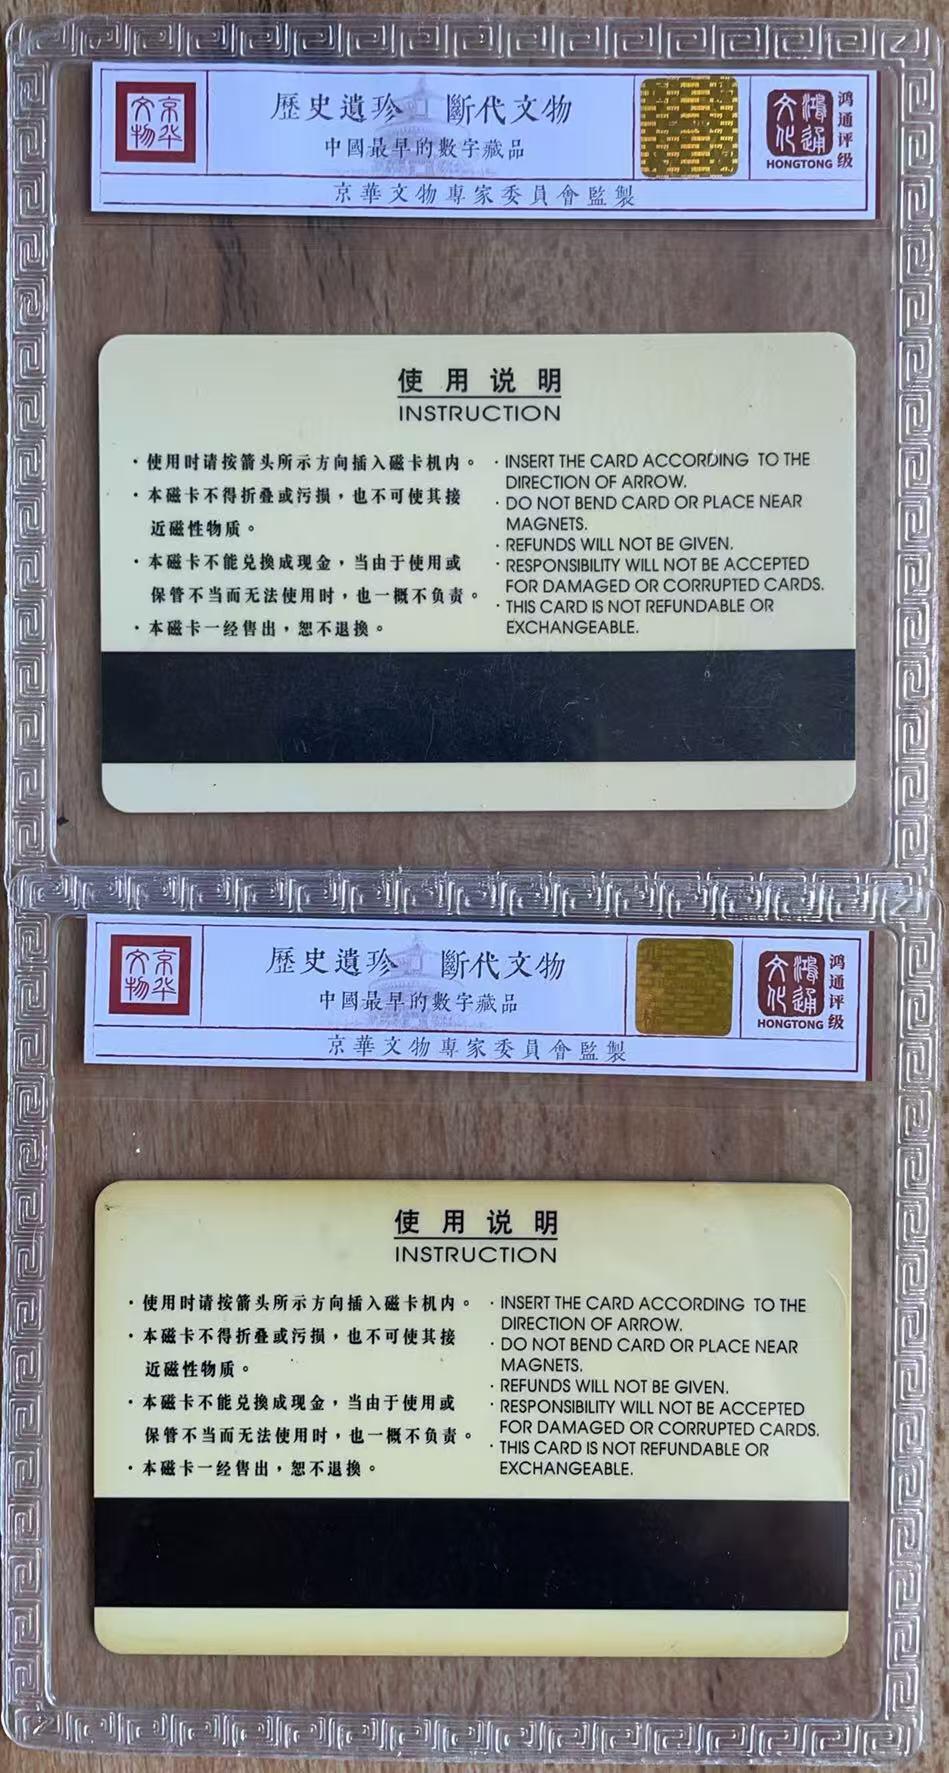 京华
文物
歷史遺珍 斷代文物
中國最早的數字藏品
京華文物專家委員會監製
鴻通
文化
HONGTONG
鸿通评级
使用说明
INSTRUCTION
·使用时请按箭头所示方向插入磁卡机内。
·本磁卡不得折叠或污损，也不可使其接
近磁性物质。
·本磁卡不能兑换成现金，当由于使用或
保管不当而无法使用时，也一概不负责。
·本磁卡一经售出，恕不退换。
· INSERT THE CARD ACCORDING TO THE
DIRECTION OF ARROW.
· DO NOT BEND CARD OR PLACE NEAR
MAGNETS.
· REFUNDS WILL NOT BE GIVEN.
· RESPONSIBILITY WILL NOT BE ACCEPTED
FOR DAMAGED OR CORRUPTED CARDS.
· THIS CARD IS NOT REFUNDABLE OR
EXCHANGEABLE.
京华
文物
歷史遺珍 斷代文物
中國最早的數字藏品
京華文物專家委員會監製
鴻通
文化
HONGTONG
鸿通评级
使用说明
INSTRUCTION
·使用时请按箭头所示方向插入磁卡机内。
·本磁卡不得折叠或污损，也不可使其接
近磁性物质。
·本磁卡不能兑换成现金，当由于使用或
保管不当而无法使用时，也一概不负责。
·本磁卡一经售出，恕不退换。
· INSERT THE CARD ACCORDING TO THE
DIRECTION OF ARROW.
· DO NOT BEND CARD OR PLACE NEAR
MAGNETS.
· REFUNDS WILL NOT BE GIVEN.
· RESPONSIBILITY WILL NOT BE ACCEPTED
FOR DAMAGED OR CORRUPTED CARDS.
· THIS CARD IS NOT REFUNDABLE OR
EXCHANGEABLE.